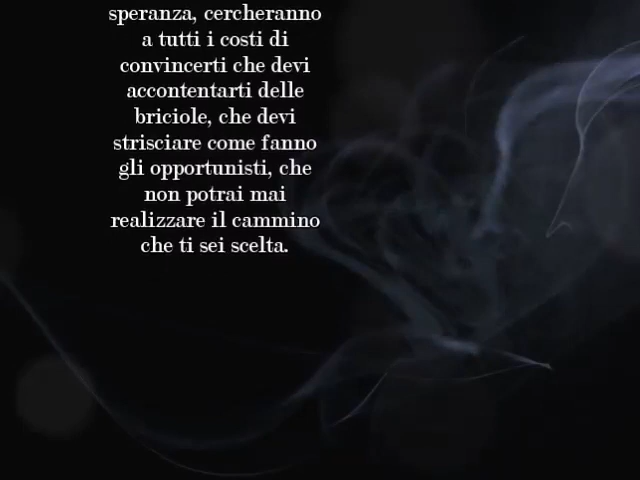 speranza, cercheranno
a tutti i costi di
convincerti che devi
accontentarti delle
briciole, che devi
strisciare come fanno
gli opportunisti, che
non potrai mai
realizzare il cammino
che ti sei scelta.